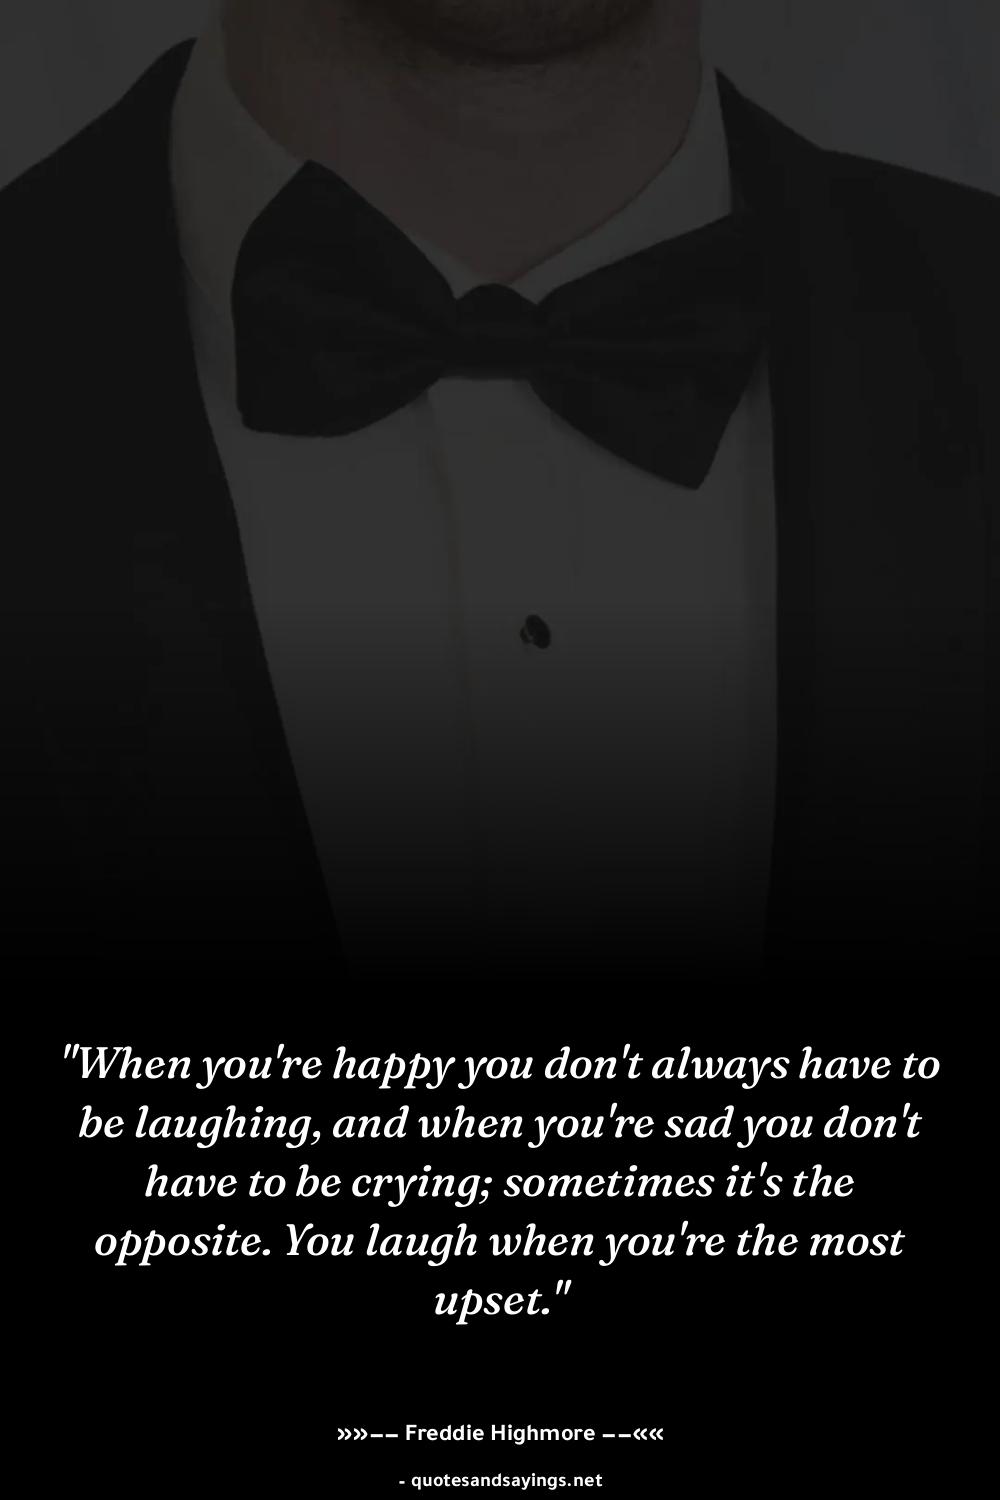 "When you're happy you don't always have to
be laughing, and when you're sad you don't
have to be crying; sometimes it's the
opposite. You laugh when you're the most
upset."
»»−− Freddie Highmore −−««
- quotesandsayings.net